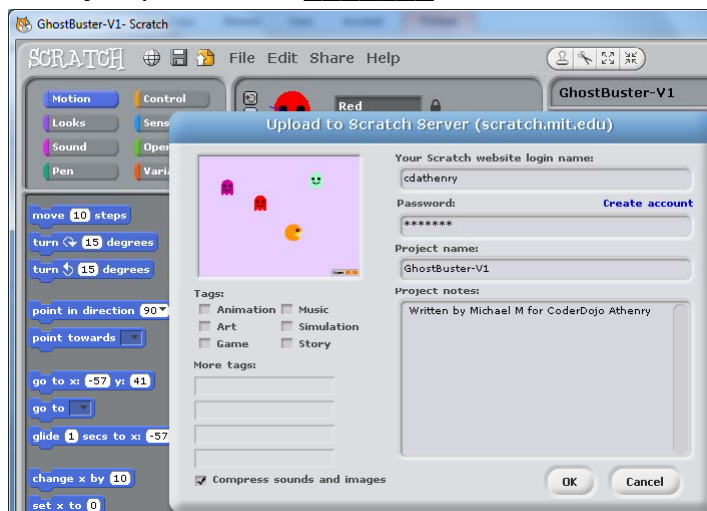 GhostBuster-V1- Scratch
SCRATCH File Edit Share Help
Motion Control
Looks Sens
Sound Oper
Pen Varia
Red
GhostBuster-V1
move 10 steps
turn 15 degrees
turn 15 degrees
point in direction 90
point towards
go to x: -57 y: 41
go to
glide 1 secs to x: -57
change x by 10
set x to 0
Upload to Scratch Server (scratch.mit.edu)
Your Scratch website login name:
cdathenry
Password: Create account
*******
Project name:
GhostBuster-V1
Project notes:
Written by Michael M for CoderDojo Athenry
Tags:
Animation Music
Art Simulation
Game Story
More tags:
Compress sounds and images
OK Cancel